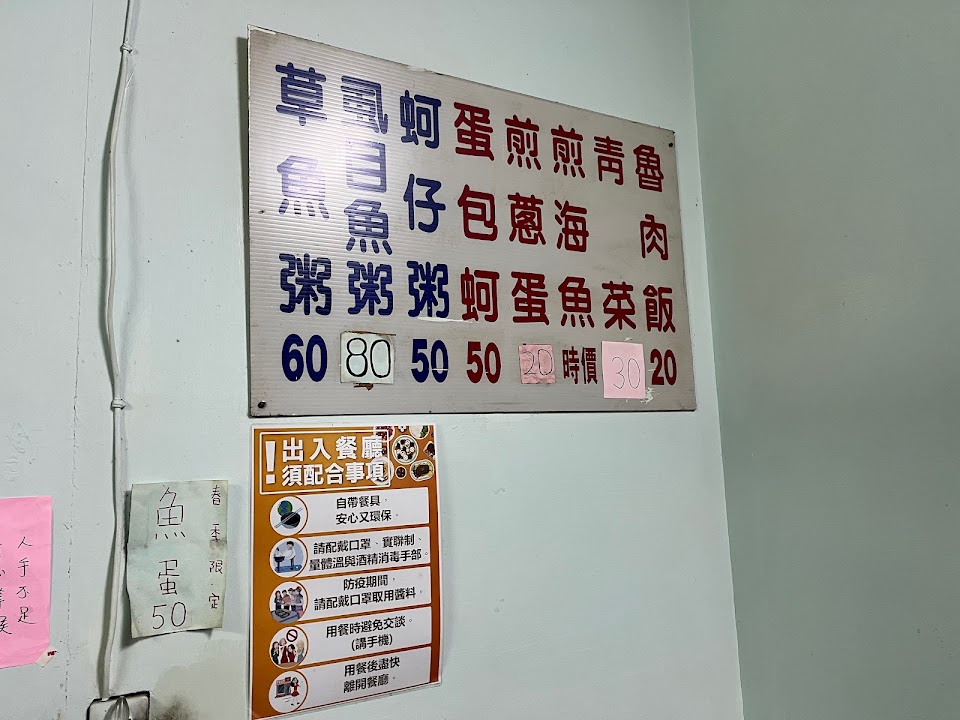 魯肉飯 20
青菜 30
煎海魚 時價
煎蔥蛋 20
蛋包蚵 50
蚵仔粥 50
虱目魚粥 80
草魚粥 60
!出入餐廳
須配合事項
自帶餐具,
安心又環保。
請配戴口罩、實聯制、
量體溫與酒精消毒手部。
防疫期間,
請配戴口罩取用醬料。
用餐時避免交談。
(講手機)
用餐後盡快
離開餐廳。
春季限定
魚蛋 50
人手不足